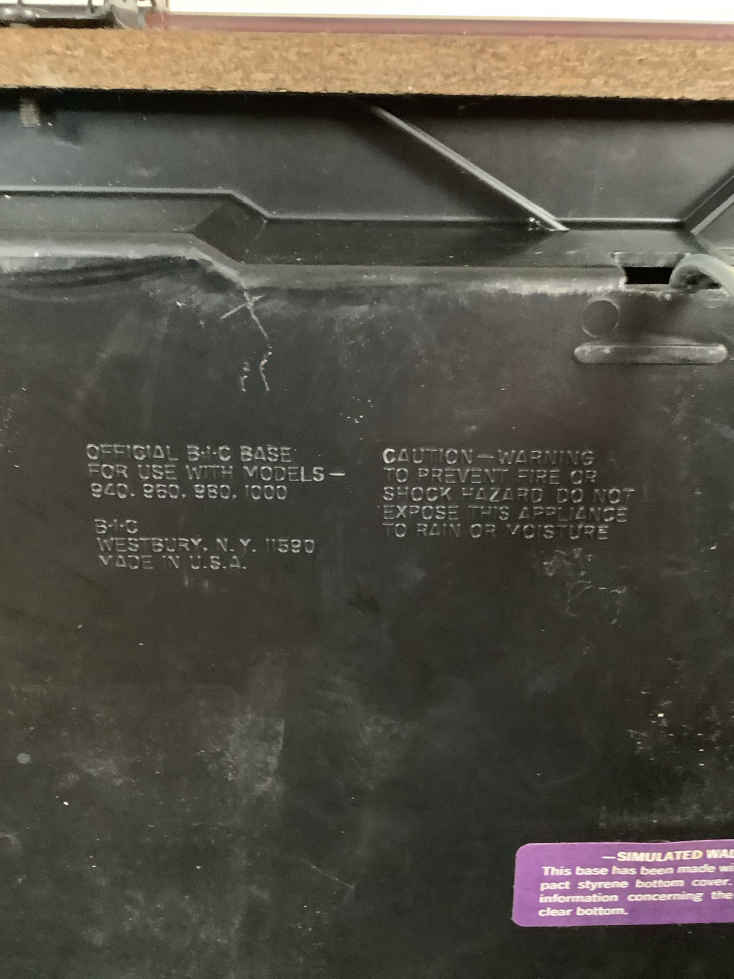 OFFICIAL B·I·C BASE
FOR USE WITH MODELS—
940, 960, 980, 1000
B·I·C
WESTBURY, N.Y. 11590
MADE IN U.S.A.
CAUTION—WARNING
TO PREVENT FIRE OR
SHOCK HAZARD DO NOT
EXPOSE THIS APPLIANCE
TO RAIN OR MOISTURE
—SIMULATED
This base has been made
pact styrene bottom cover.
information concerning the
clear bottom.